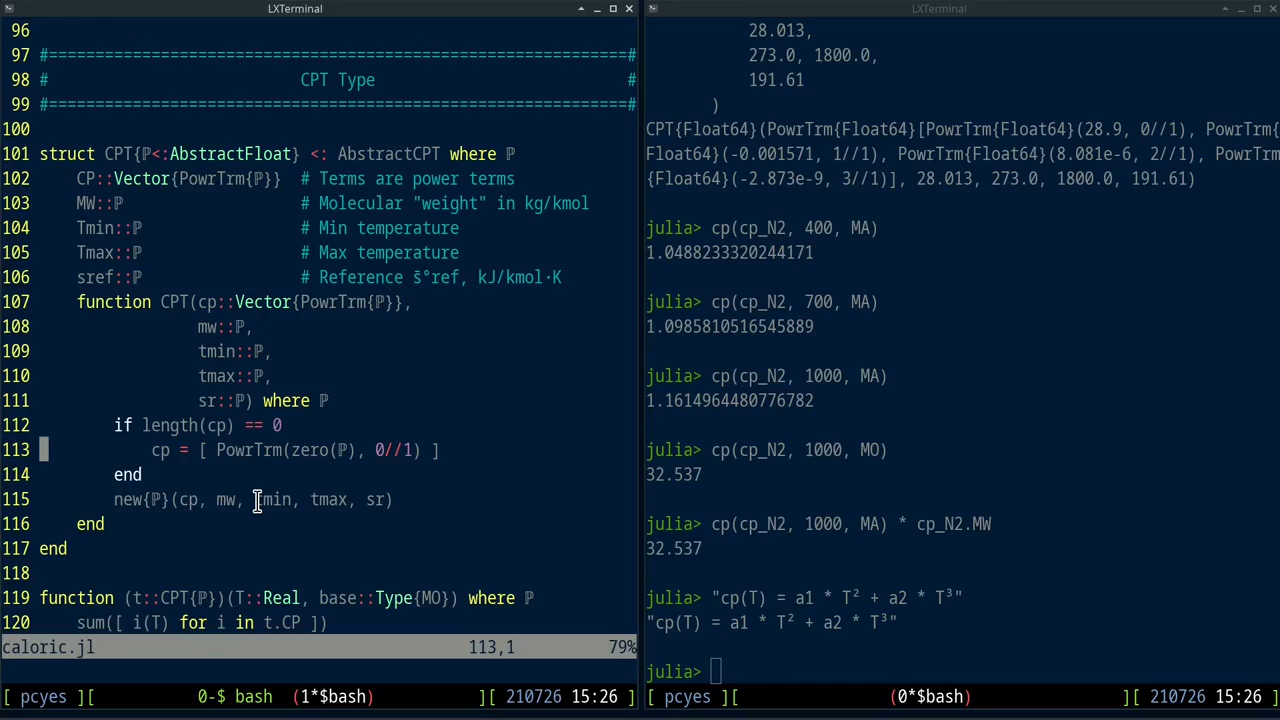 LXTerminal
96
97 #==============================================================#
98 # CPT Type #
99 #==============================================================#
100
101 struct CPT{ℙ<:AbstractFloat} <: AbstractCPT where ℙ
102     CP::Vector{PowrTrm{ℙ}}  # Terms are power terms
103     MW::ℙ                   # Molecular "weight" in kg/kmol
104     Tmin::ℙ                 # Min temperature
105     Tmax::ℙ                 # Max temperature
106     sref::ℙ                 # Reference s̄°ref, kJ/kmol·K
107     function CPT(cp::Vector{PowrTrm{ℙ}},
108                  mw::ℙ,
109                  tmin::ℙ,
110                  tmax::ℙ,
111                  sr::ℙ) where ℙ
112         if length(cp) == 0
113             cp = [ PowrTrm(zero(ℙ), 0//1) ]
114         end
115         new{ℙ}(cp, mw, tmin, tmax, sr)
116     end
117 end
118
119 function (t::CPT{ℙ})(T::Real, base::Type{MO}) where ℙ
120     sum([ i(T) for i in t.CP ])
caloric.jl 113,1 79%
[ pcyes ][ 0-$ bash (1*$bash) ][ 210726 15:26 ]
LXTerminal
28.013,
273.0, 1800.0,
191.61
)
CPT{Float64}(PowrTrm{Float64}[PowrTrm{Float64}(28.9, 0//1), PowrTrm{
Float64}(-0.001571, 1//1), PowrTrm{Float64}(8.081e-6, 2//1), PowrTrm
{Float64}(-2.873e-9, 3//1)], 28.013, 273.0, 1800.0, 191.61)
julia> cp(cp_N2, 400, MA)
1.0488233320244171
julia> cp(cp_N2, 700, MA)
1.0985810516545889
julia> cp(cp_N2, 1000, MA)
1.1614964480776782
julia> cp(cp_N2, 1000, MO)
32.537
julia> cp(cp_N2, 1000, MA) * cp_N2.MW
32.537
julia> "cp(T) = a1 * T² + a2 * T³"
"cp(T) = a1 * T² + a2 * T³"
julia>
[ pcyes ][ (0*$bash) ][ 210726 15:26 ]